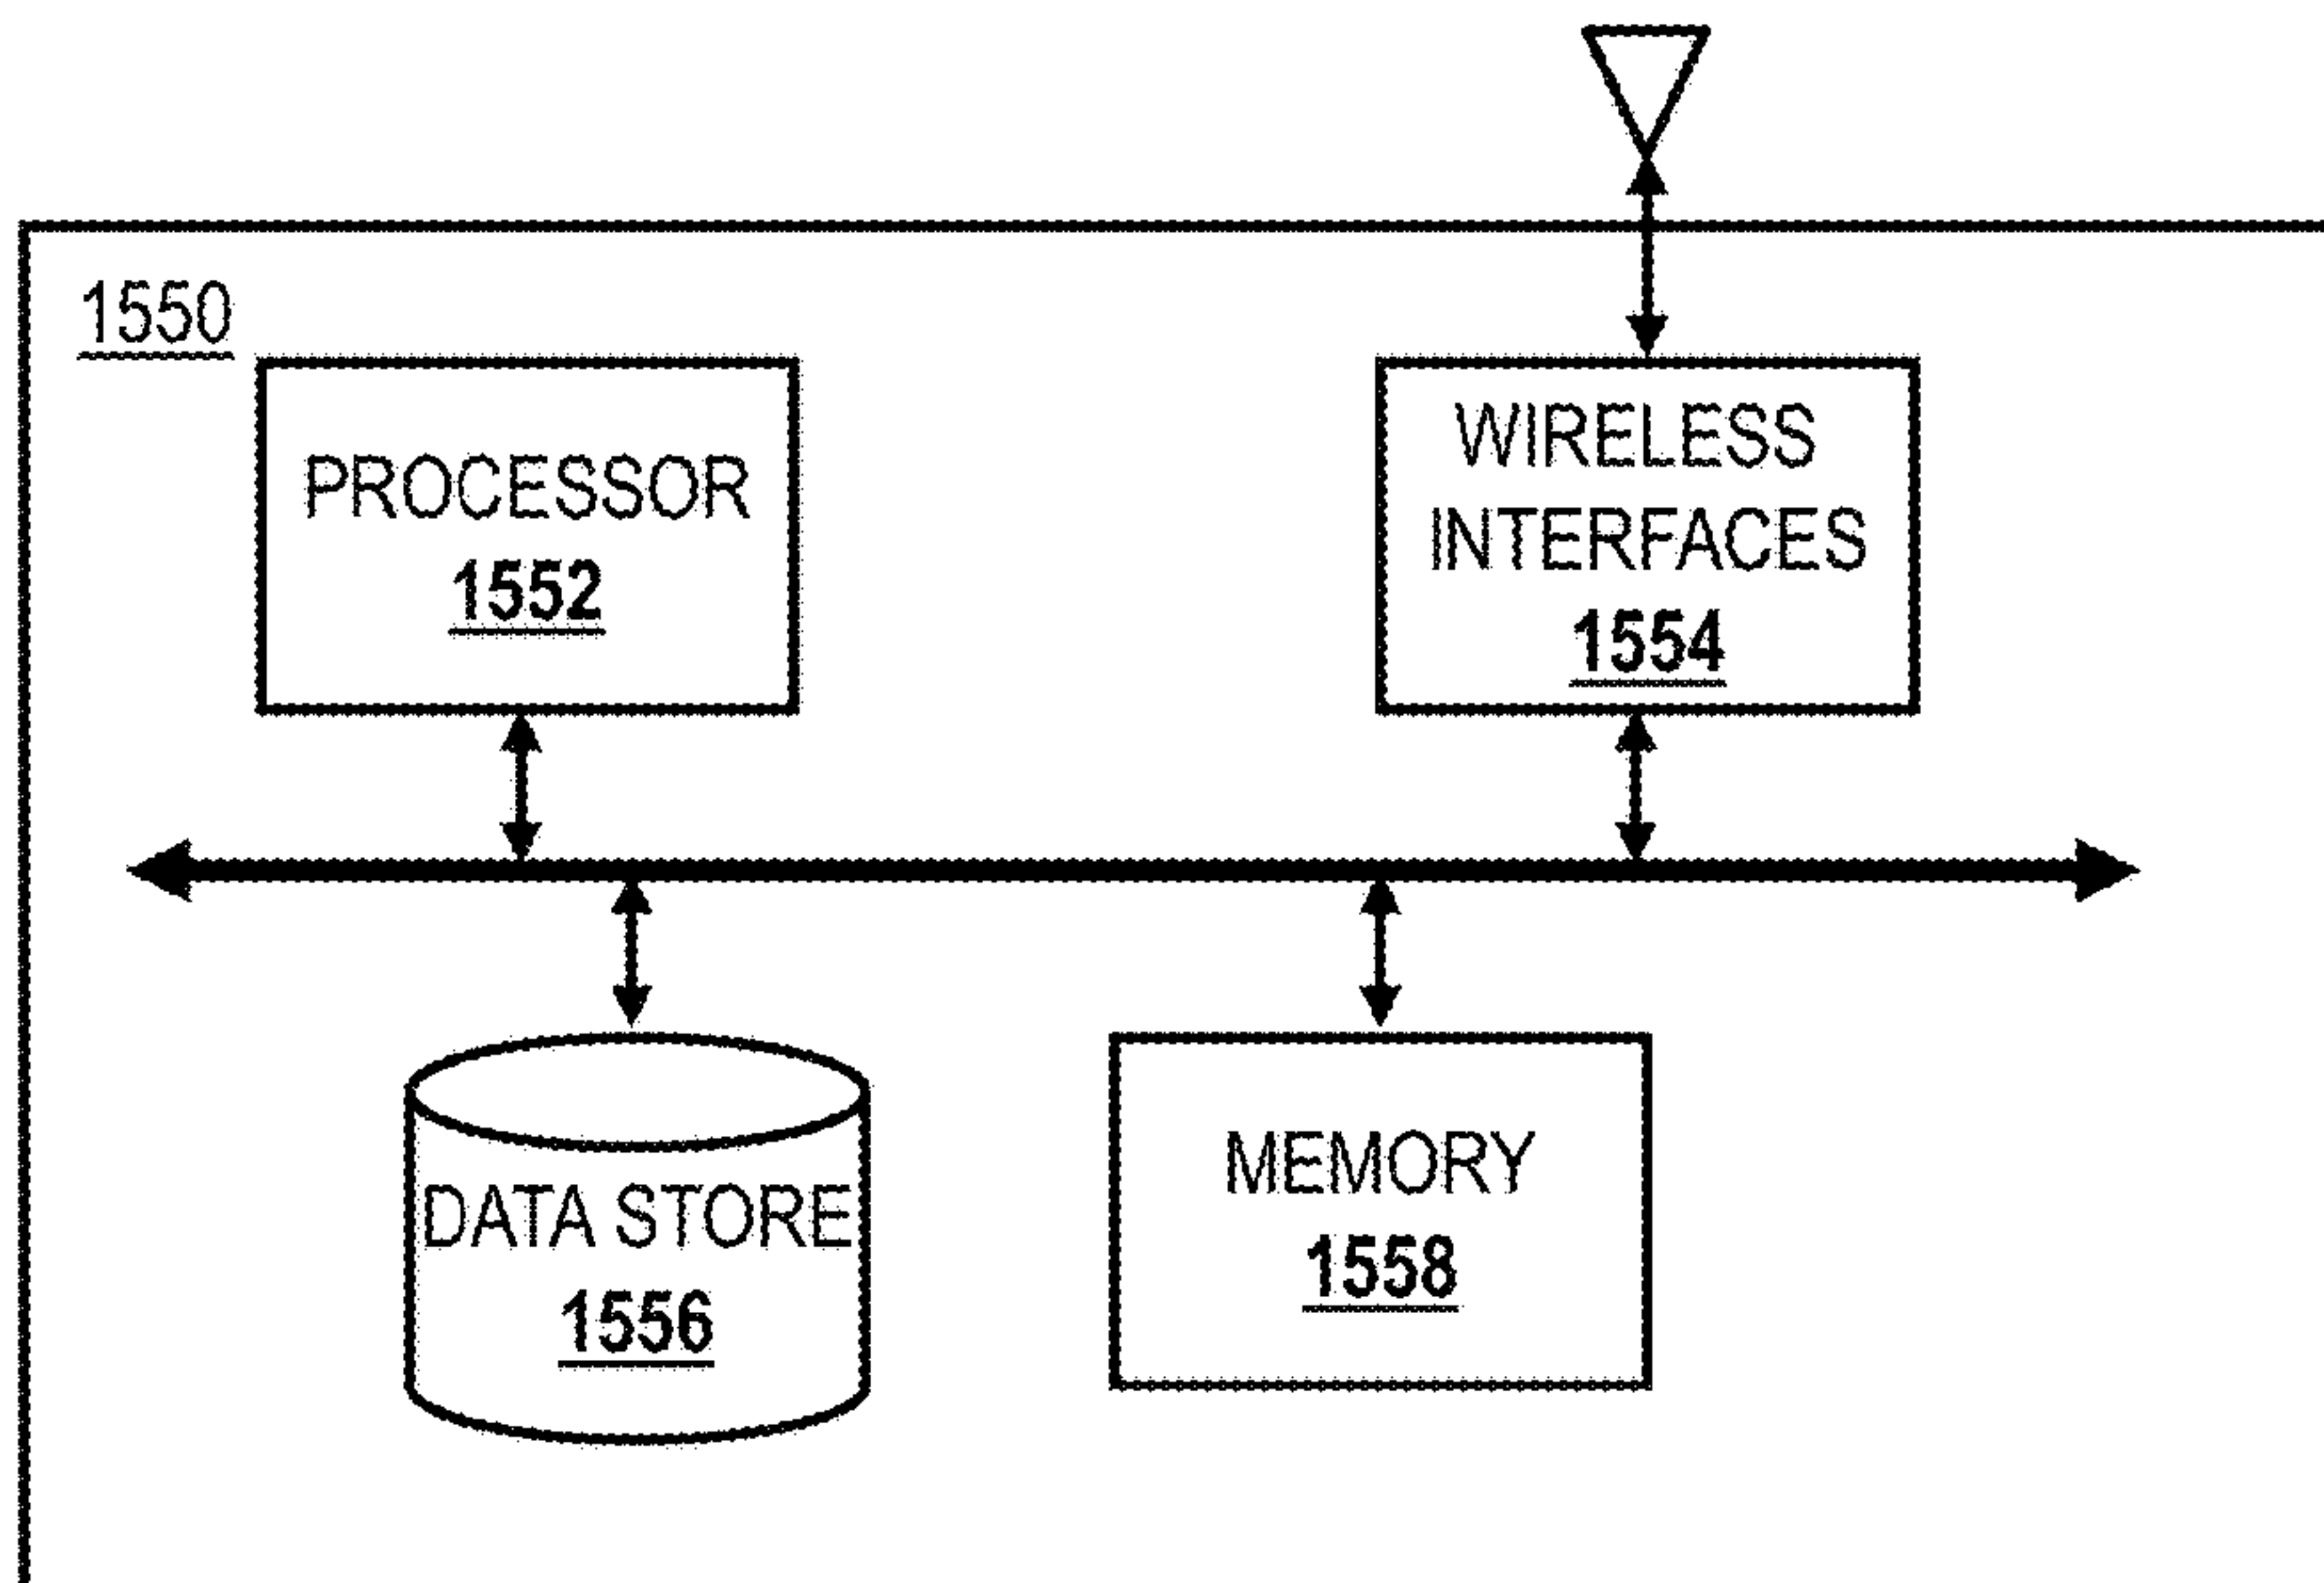 1550
PROCESSOR
1552
WIRELESS
INTERFACES
1554
DATA STORE
1556
MEMORY
1558